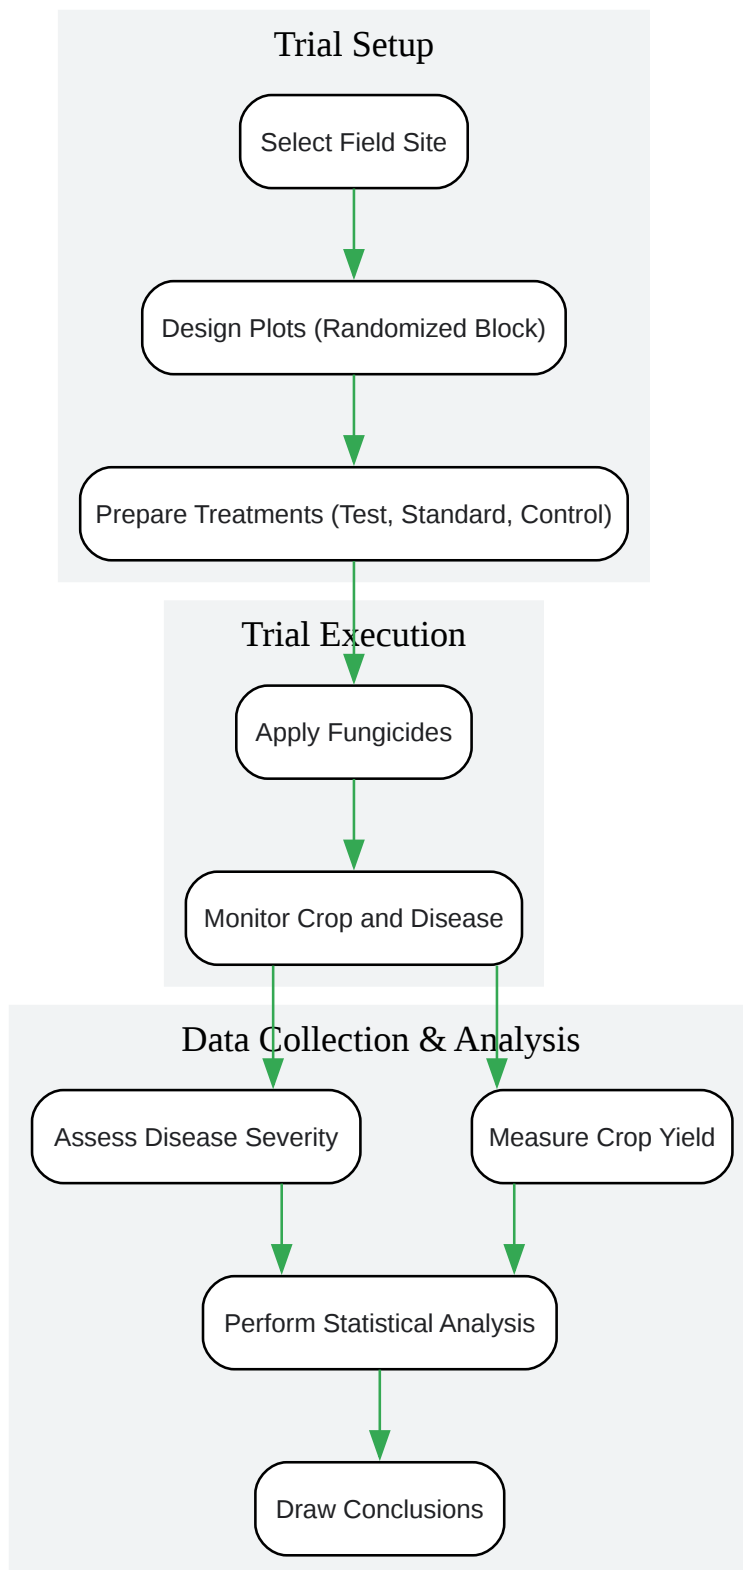 Trial Setup
Select Field Site
Design Plots (Randomized Block)
Prepare Treatments (Test, Standard, Control)
Trial Execution
Apply Fungicides
Monitor Crop and Disease
Data Collection & Analysis
Assess Disease Severity
Measure Crop Yield
Perform Statistical Analysis
Draw Conclusions